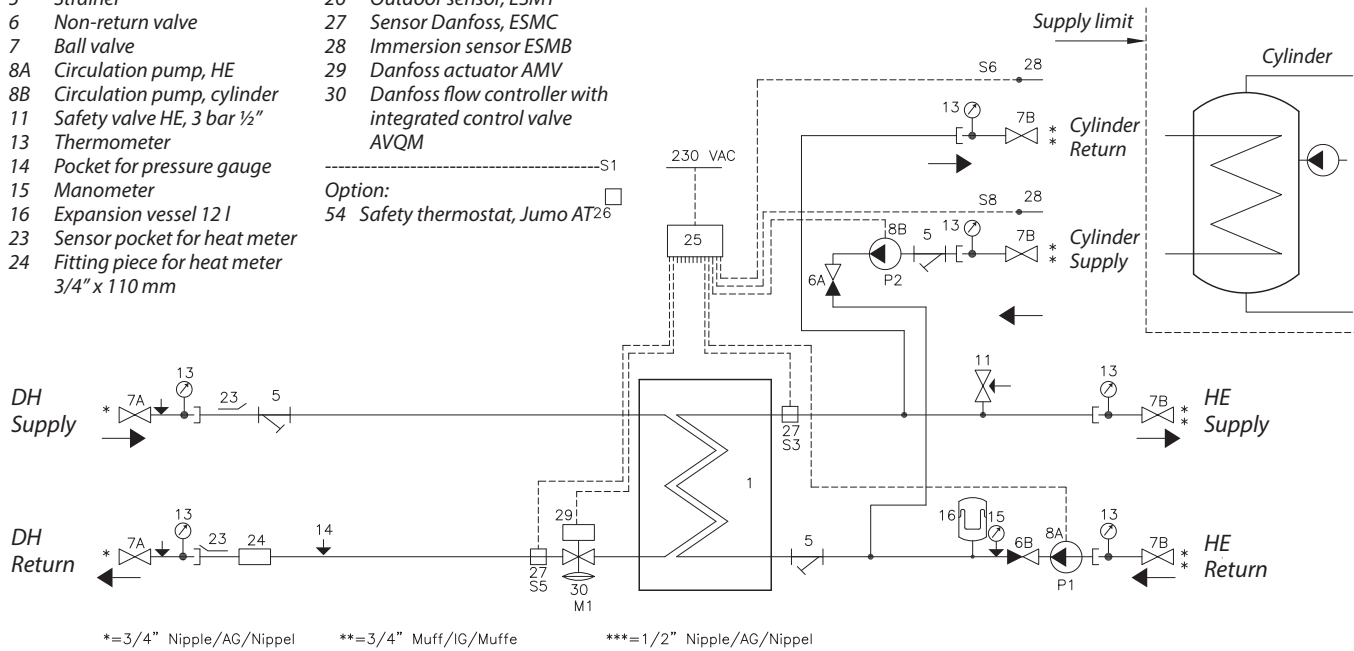 6 Non-return valve
7 Ball valve
8A Circulation pump, HE
8B Circulation pump, cylinder
11 Safety valve HE, 3 bar ½"
13 Thermometer
14 Pocket for pressure gauge
15 Manometer
16 Expansion vessel 12 l
23 Sensor pocket for heat meter
24 Fitting piece for heat meter
3/4" x 110 mm
27 Sensor Danfoss, ESMC
28 Immersion sensor ESMB
29 Danfoss actuator AMV
30 Danfoss flow controller with
integrated control valve
AVQM
S1
Option:
54 Safety thermostat, Jumo AT
26
230 VAC
25
Supply limit
Cylinder
S6 28
13
7B
*
*
Cylinder
Return
S8 28
8B
5
13
7B
*
*
Cylinder
Supply
P2
6A
11
DH
Supply
*
7A
13
23
5
27
S3
13
7B
*
*
HE
Supply
1
DH
Return
*
7A
13
23
24
14
27
S5
29
30
M1
5
16
15
6B
8A
P1
13
7B
*
*
HE
Return
*=3/4" Nipple/AG/Nippel
**=3/4" Muff/IG/Muffe
***=1/2" Nipple/AG/Nippel